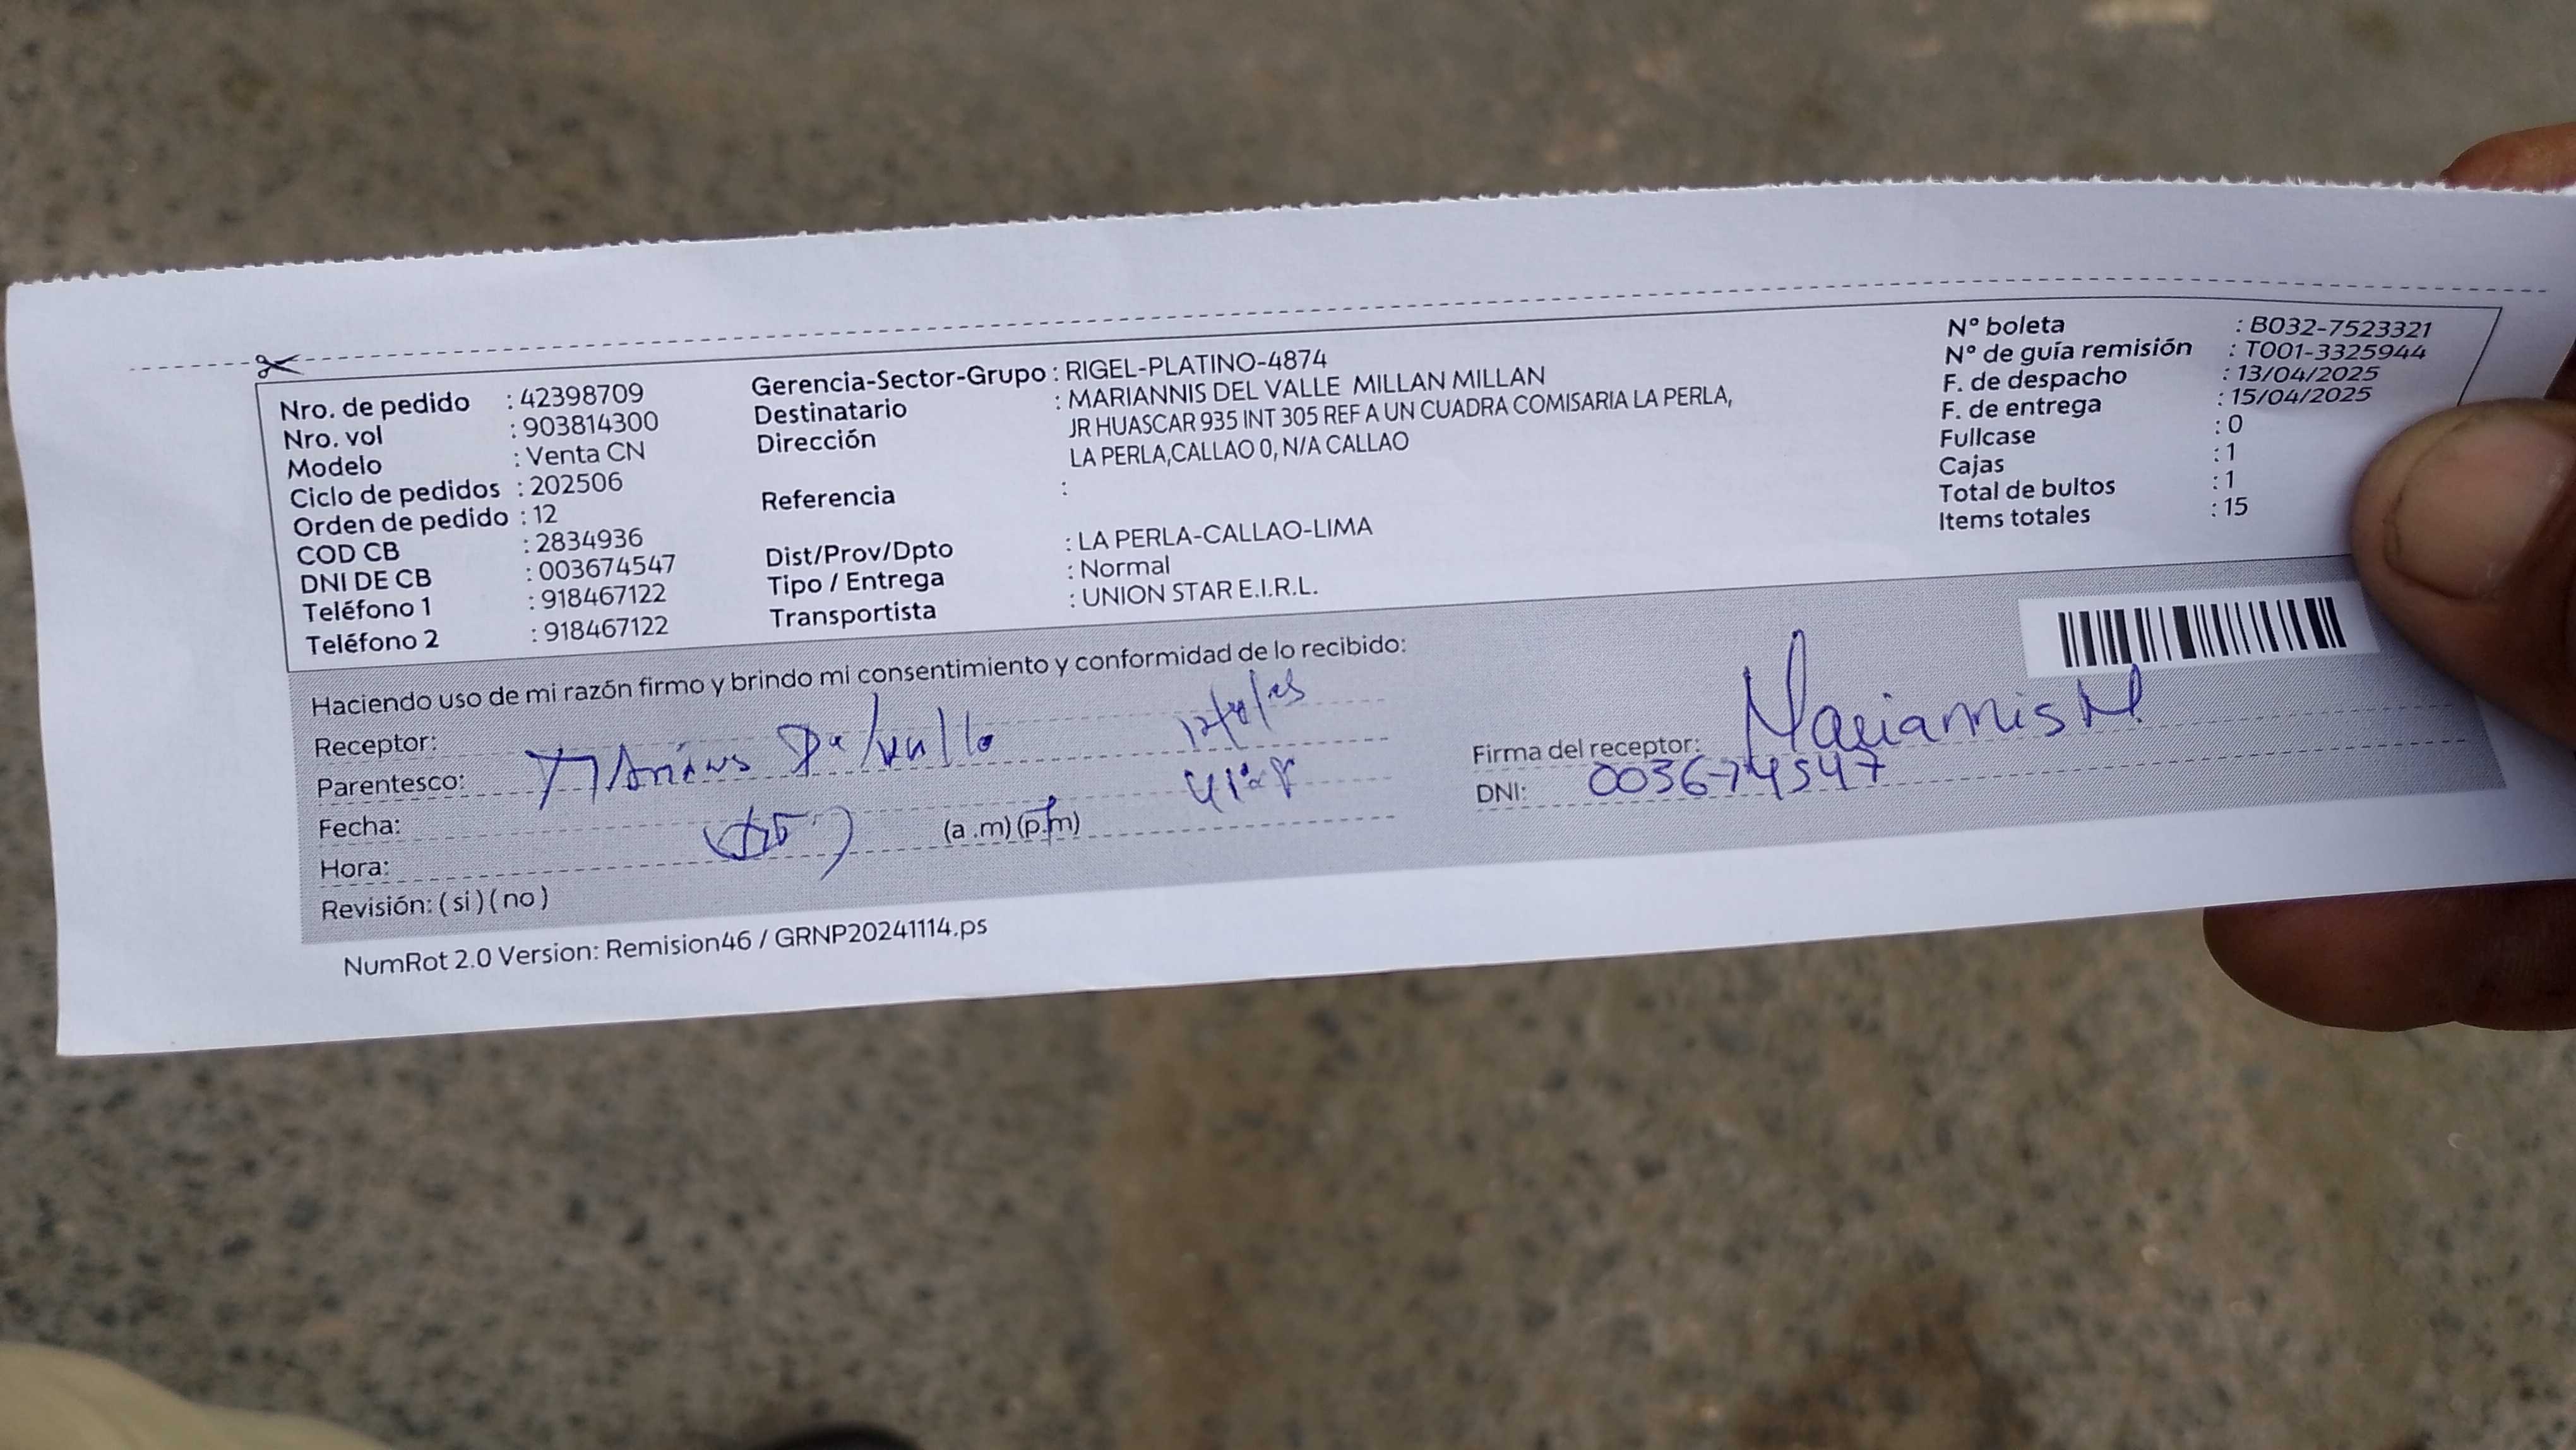 Nro. de pedido : 42398709
Nro. vol : 903814300
Modelo : Venta CN
Ciclo de pedidos : 202506
Orden de pedido : 12
COD CB : 2834936
DNI DE CB : 003674547
Teléfono 1 : 918467122
Teléfono 2 : 918467122
Gerencia-Sector-Grupo : RIGEL-PLATINO-4874
Destinatario : MARIANNIS DEL VALLE MILLAN MILLAN
Dirección JR HUASCAR 935 INT 305 REF A UN CUADRA COMISARIA LA PERLA,
LA PERLA,CALLAO 0, N/A CALLAO
Referencia :
Dist/Prov/Dpto : LA PERLA-CALLAO-LIMA
Tipo / Entrega : Normal
Transportista : UNION STAR E.I.R.L.
N° boleta : B032-7523321
N° de guía remisión : T001-3325944
F. de despacho : 13/04/2025
F. de entrega : 15/04/2025
Fullcase : 0
Cajas : 1
Total de bultos : 1
Items totales : 15
Haciendo uso de mi razón firmo y brindo mi consentimiento y conformidad de lo recibido:
Receptor:
Parentesco:
Fecha:
Hora: (a .m) (p.m)
Revisión: ( si ) ( no )
Firma del receptor: Mariannis M
DNI: 003674547
NumRot 2.0 Version: Remision46 / GRNP20241114.ps